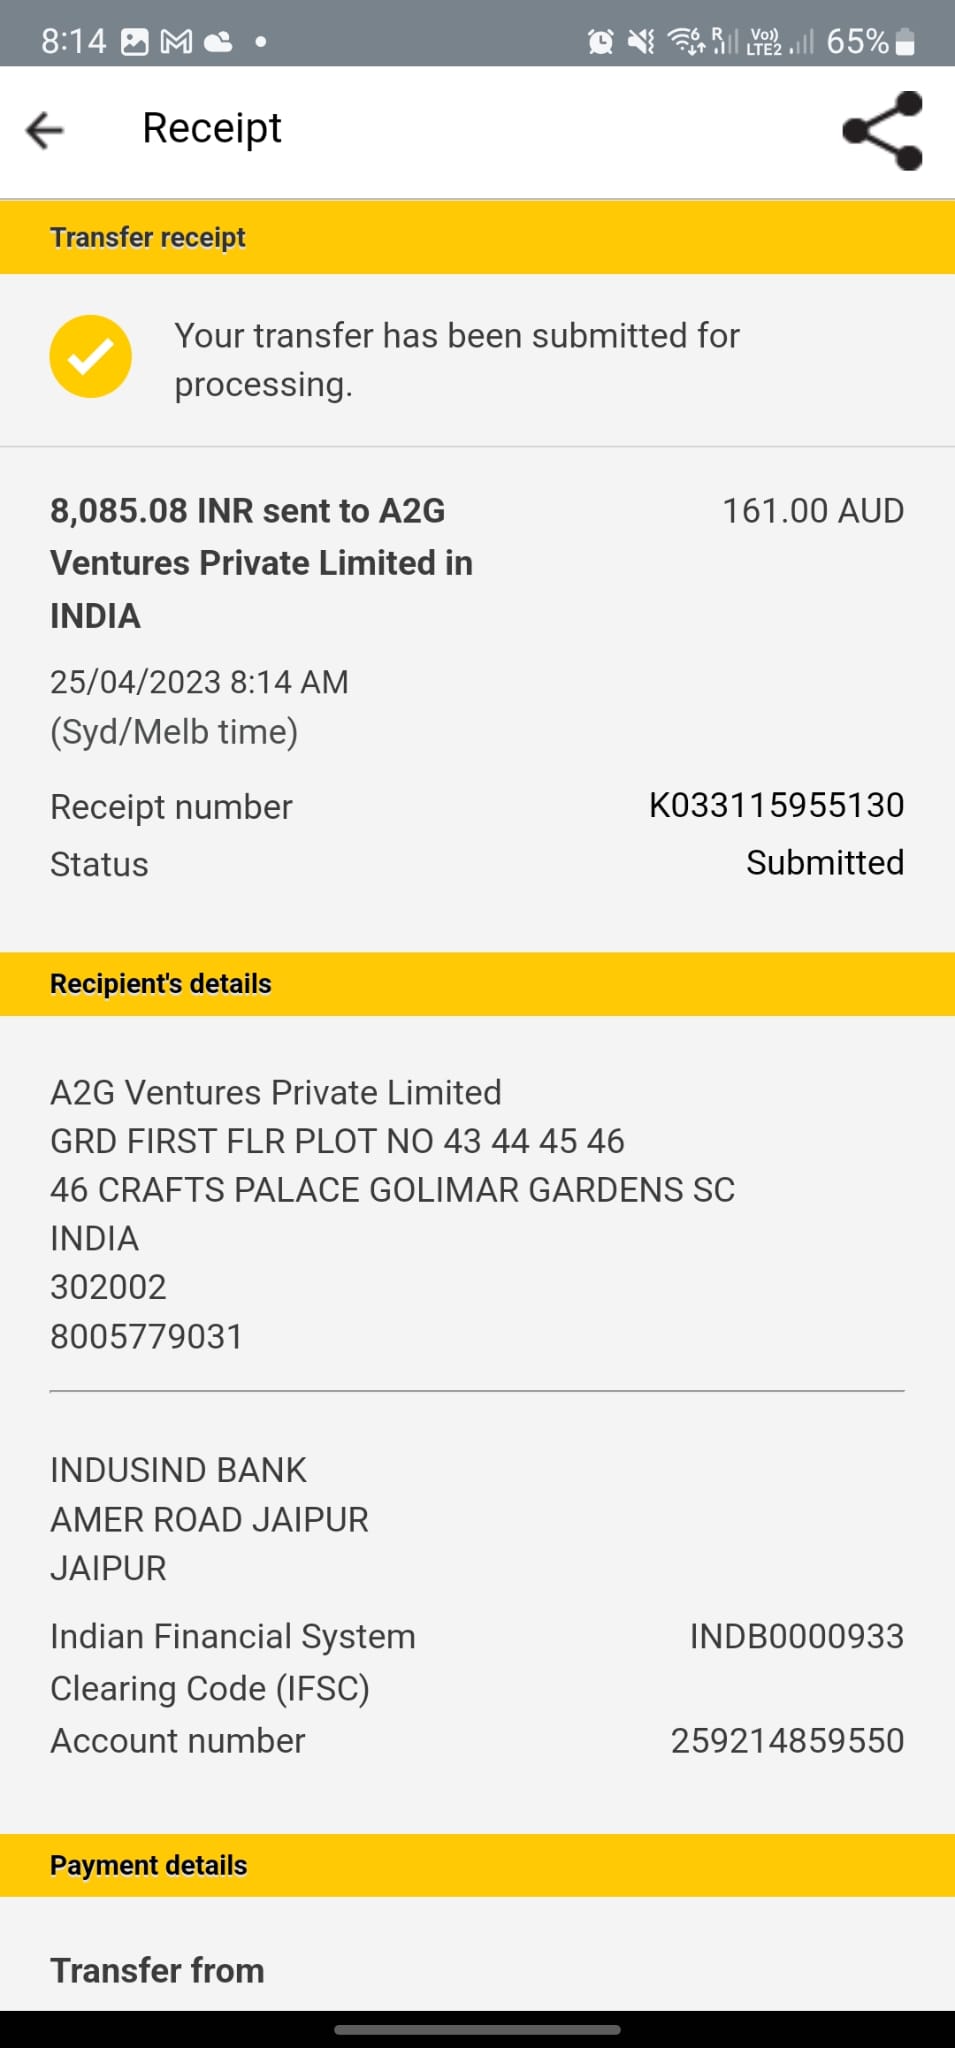 8:14
R Vo)) LTE2 65%
Receipt
Transfer receipt
Your transfer has been submitted for
processing.
8,085.08 INR sent to A2G
Ventures Private Limited in
INDIA
161.00 AUD
25/04/2023 8:14 AM
(Syd/Melb time)
Receipt number K033115955130
Status Submitted
Recipient's details
A2G Ventures Private Limited
GRD FIRST FLR PLOT NO 43 44 45 46
46 CRAFTS PALACE GOLIMAR GARDENS SC
INDIA
302002
8005779031
INDUSIND BANK
AMER ROAD JAIPUR
JAIPUR
Indian Financial System
Clearing Code (IFSC)
INDB0000933
Account number 259214859550
Payment details
Transfer from